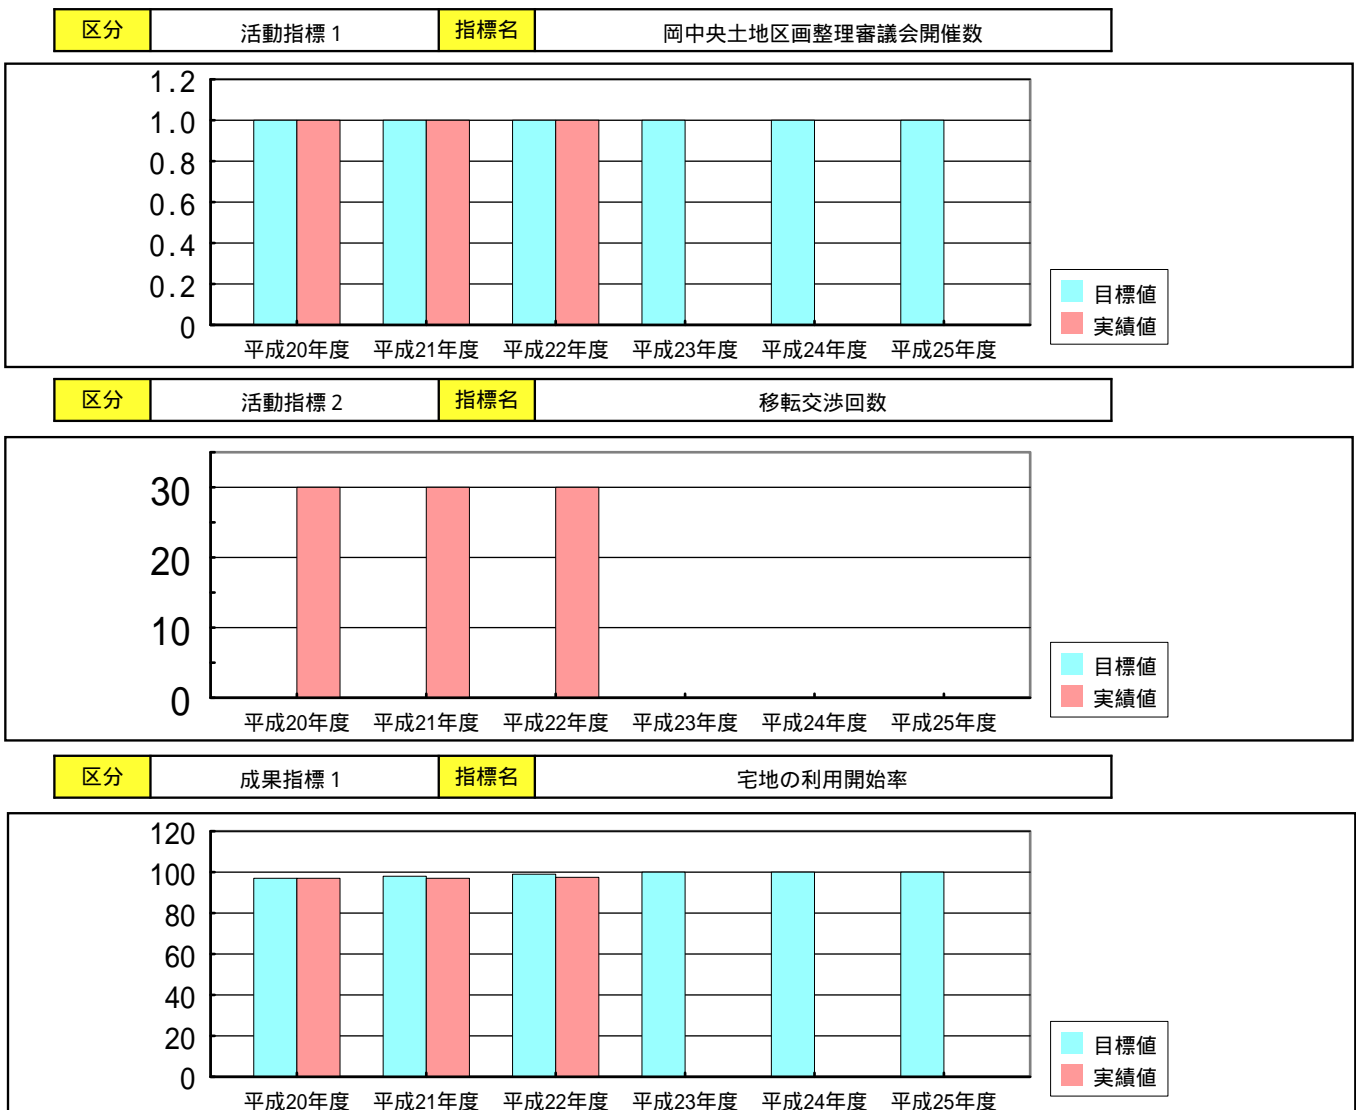 区分 活動指標1 指標名 岡中央土地区画整理審議会開催数
1.2
1.0
0.8
0.6
0.4
0.2
0
平成20年度 平成21年度 平成22年度 平成23年度 平成24年度 平成25年度
目標値
実績値
区分 活動指標2 指標名 移転交渉回数
30
20
10
0
平成20年度 平成21年度 平成22年度 平成23年度 平成24年度 平成25年度
目標値
実績値
区分 成果指標1 指標名 宅地の利用開始率
120
100
80
60
40
20
0
平成20年度 平成21年度 平成22年度 平成23年度 平成24年度 平成25年度
目標値
実績値